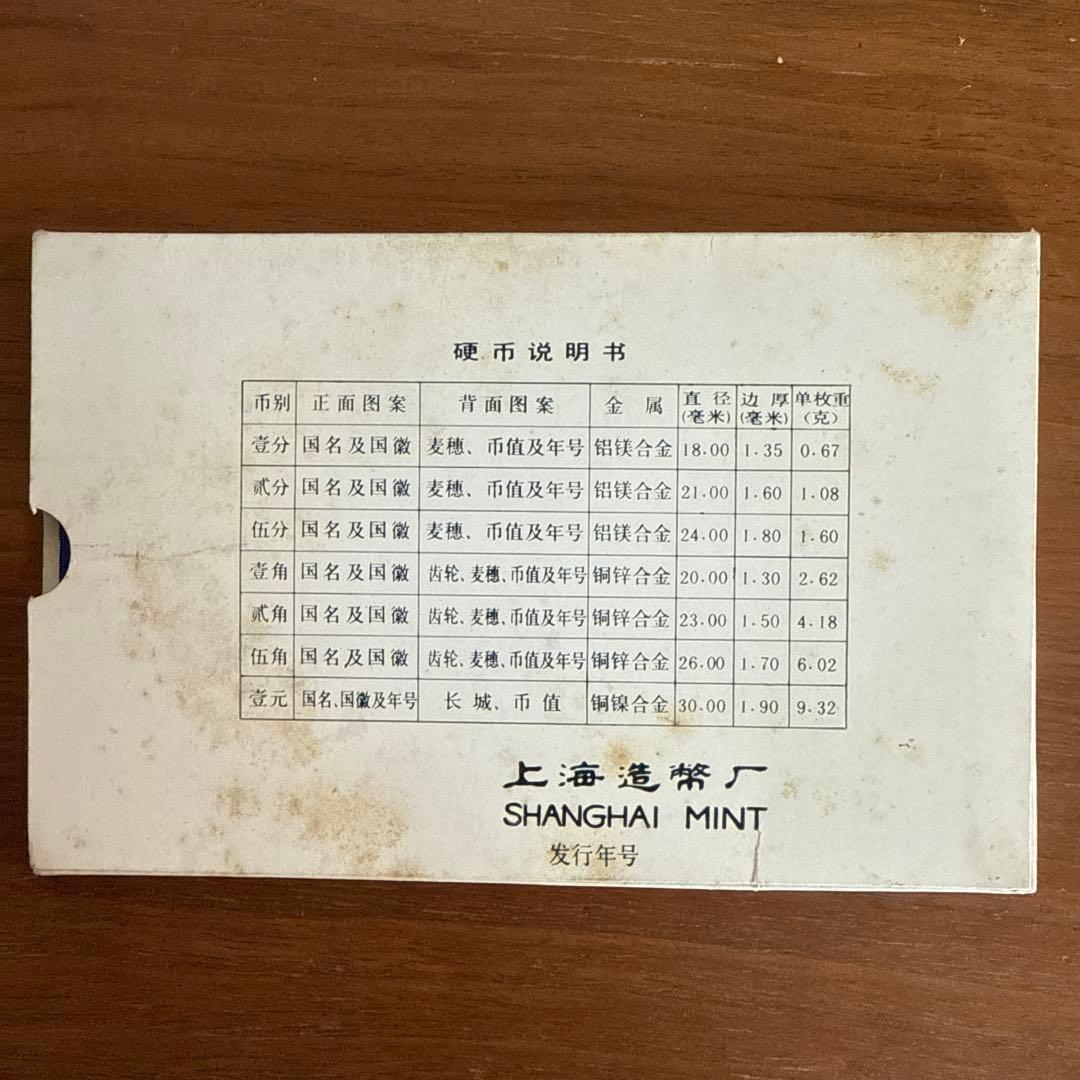 硬币说明书
币别 正面图案 背面图案 金属 直径(毫米) 边厚(毫米) 单枚重(克)
壹分 国名及国徽 麦穗、币值及年号 铝镁合金 18.00 1.35 0.67
贰分 国名及国徽 麦穗、币值及年号 铝镁合金 21.00 1.60 1.08
伍分 国名及国徽 麦穗、币值及年号 铝镁合金 24.00 1.80 1.60
壹角 国名及国徽 齿轮、麦穗、币值及年号 铜锌合金 20.00 1.30 2.62
贰角 国名及国徽 齿轮、麦穗、币值及年号 铜锌合金 23.00 1.50 4.18
伍角 国名及国徽 齿轮、麦穗、币值及年号 铜锌合金 26.00 1.70 6.02
壹元 国名、国徽及年号 长城、币值 铜镍合金 30.00 1.90 9.32
上海造幣厂
SHANGHAI MINT
发行年号